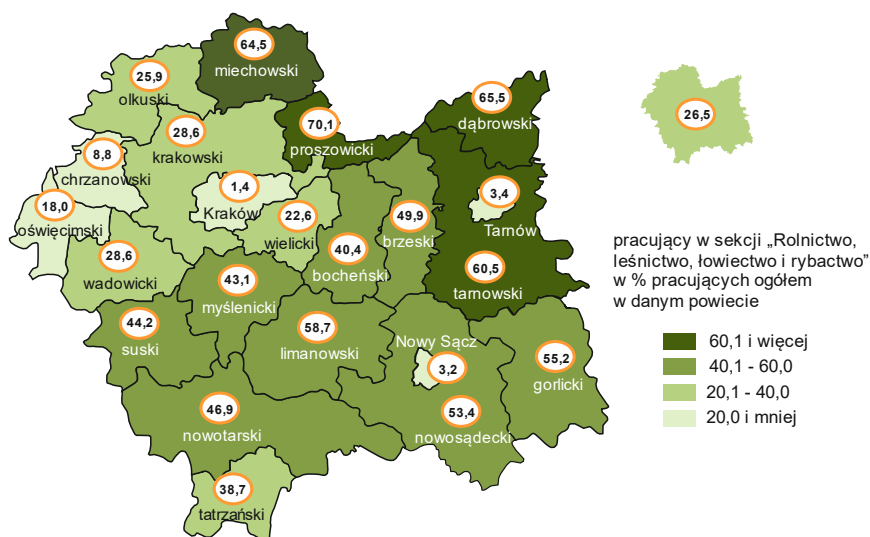 64,5
miechowski
25,9
olkuski
65,5
dąbrowski
26,5
70,1
proszowicki
28,6
krakowski
8,8
chrzanowski
1,4
Kraków
3,4
Tarnów
18,0
oświęcimski
22,6
wielicki
49,9
brzeski
40,4
bocheński
28,6
wadowicki
60,5
tarnowski
43,1
myślenicki
44,2
suski
58,7
limanowski
Nowy Sącz
3,2
55,2
gorlicki
46,9
nowotarski
53,4
nowosądecki
38,7
tatrzański
pracujący w sekcji „Rolnictwo,
leśnictwo, łowiectwo i rybactwo”
w % pracujących ogółem
w danym powiecie
60,1 i więcej
40,1 - 60,0
20,1 - 40,0
20,0 i mniej